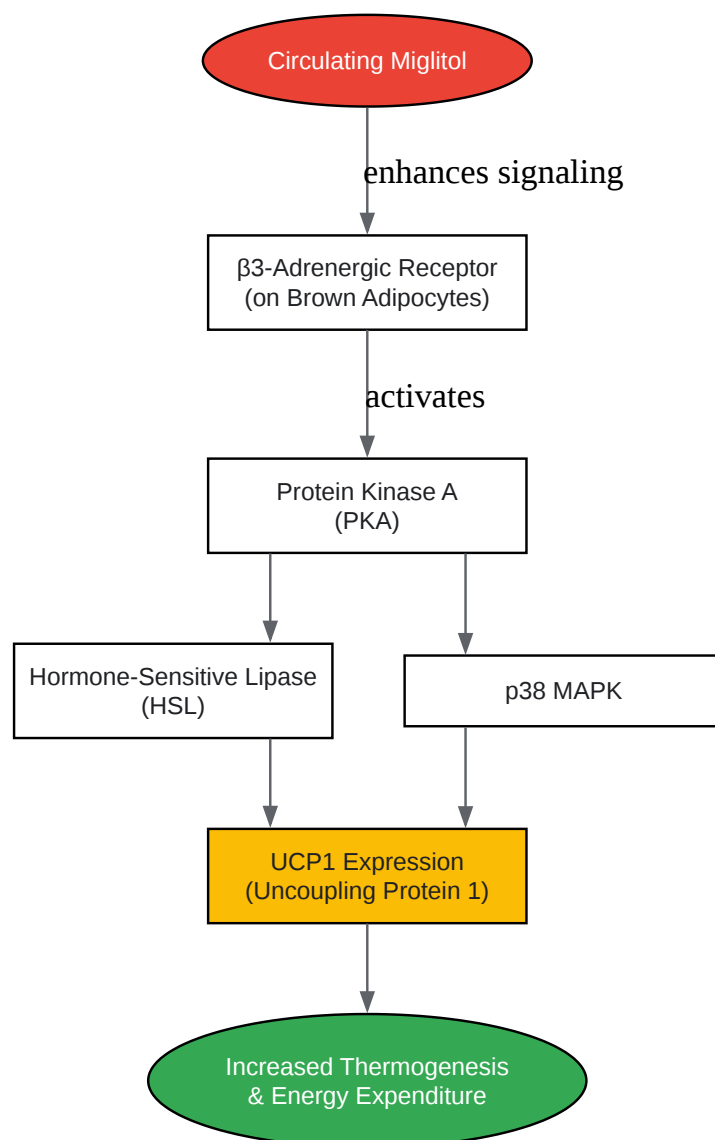 Circulating Miglitol
enhances signaling
β3-Adrenergic Receptor
(on Brown Adipocytes)
activates
Protein Kinase A
(PKA)
Hormone-Sensitive Lipase
(HSL)
p38 MAPK
UCP1 Expression
(Uncoupling Protein 1)
Increased Thermogenesis
& Energy Expenditure